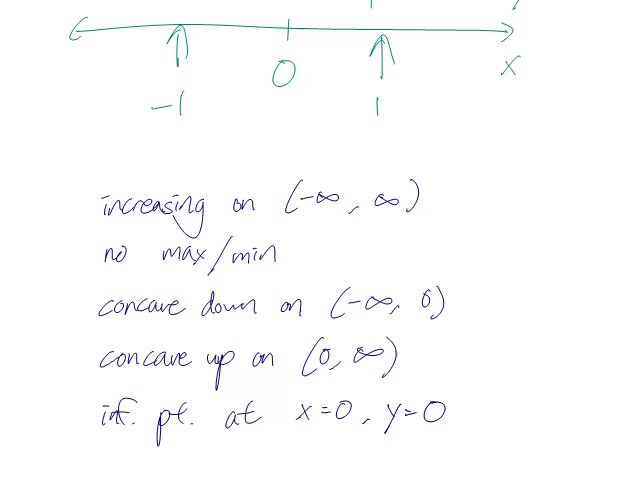 0 x
-1 1
increasing on (-∞, ∞)
no max/min
concave down on (-∞, 0)
concave up on (0, ∞)
inf. pt. at x=0, y=0